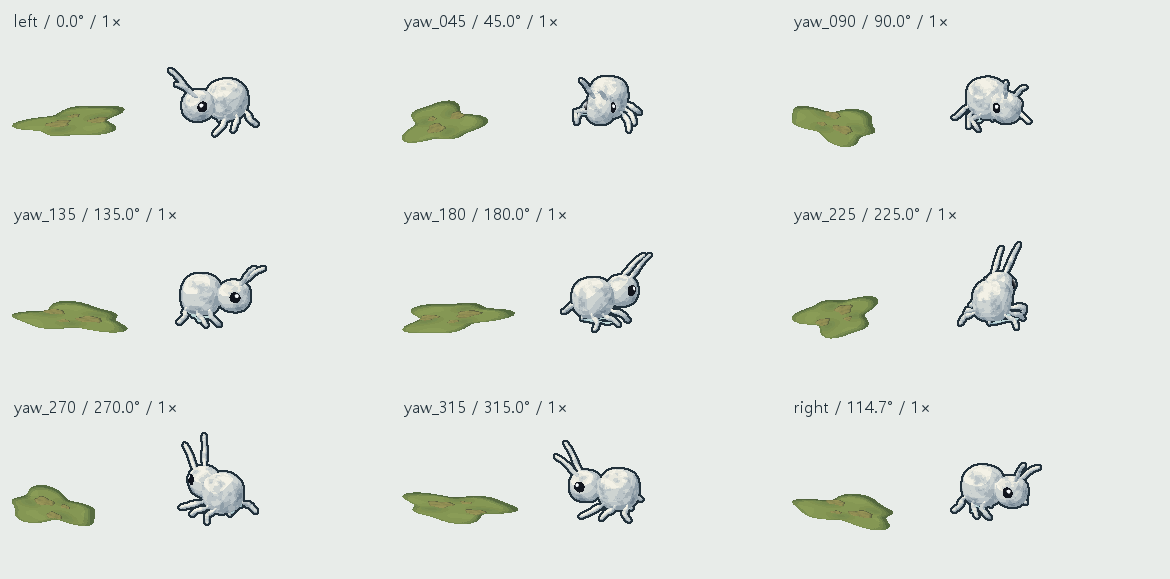 left / 0.0° / 1×
yaw_045 / 45.0° / 1×
yaw_090 / 90.0° / 1×
yaw_135 / 135.0° / 1×
yaw_180 / 180.0° / 1×
yaw_225 / 225.0° / 1×
yaw_270 / 270.0° / 1×
yaw_315 / 315.0° / 1×
right / 114.7° / 1×